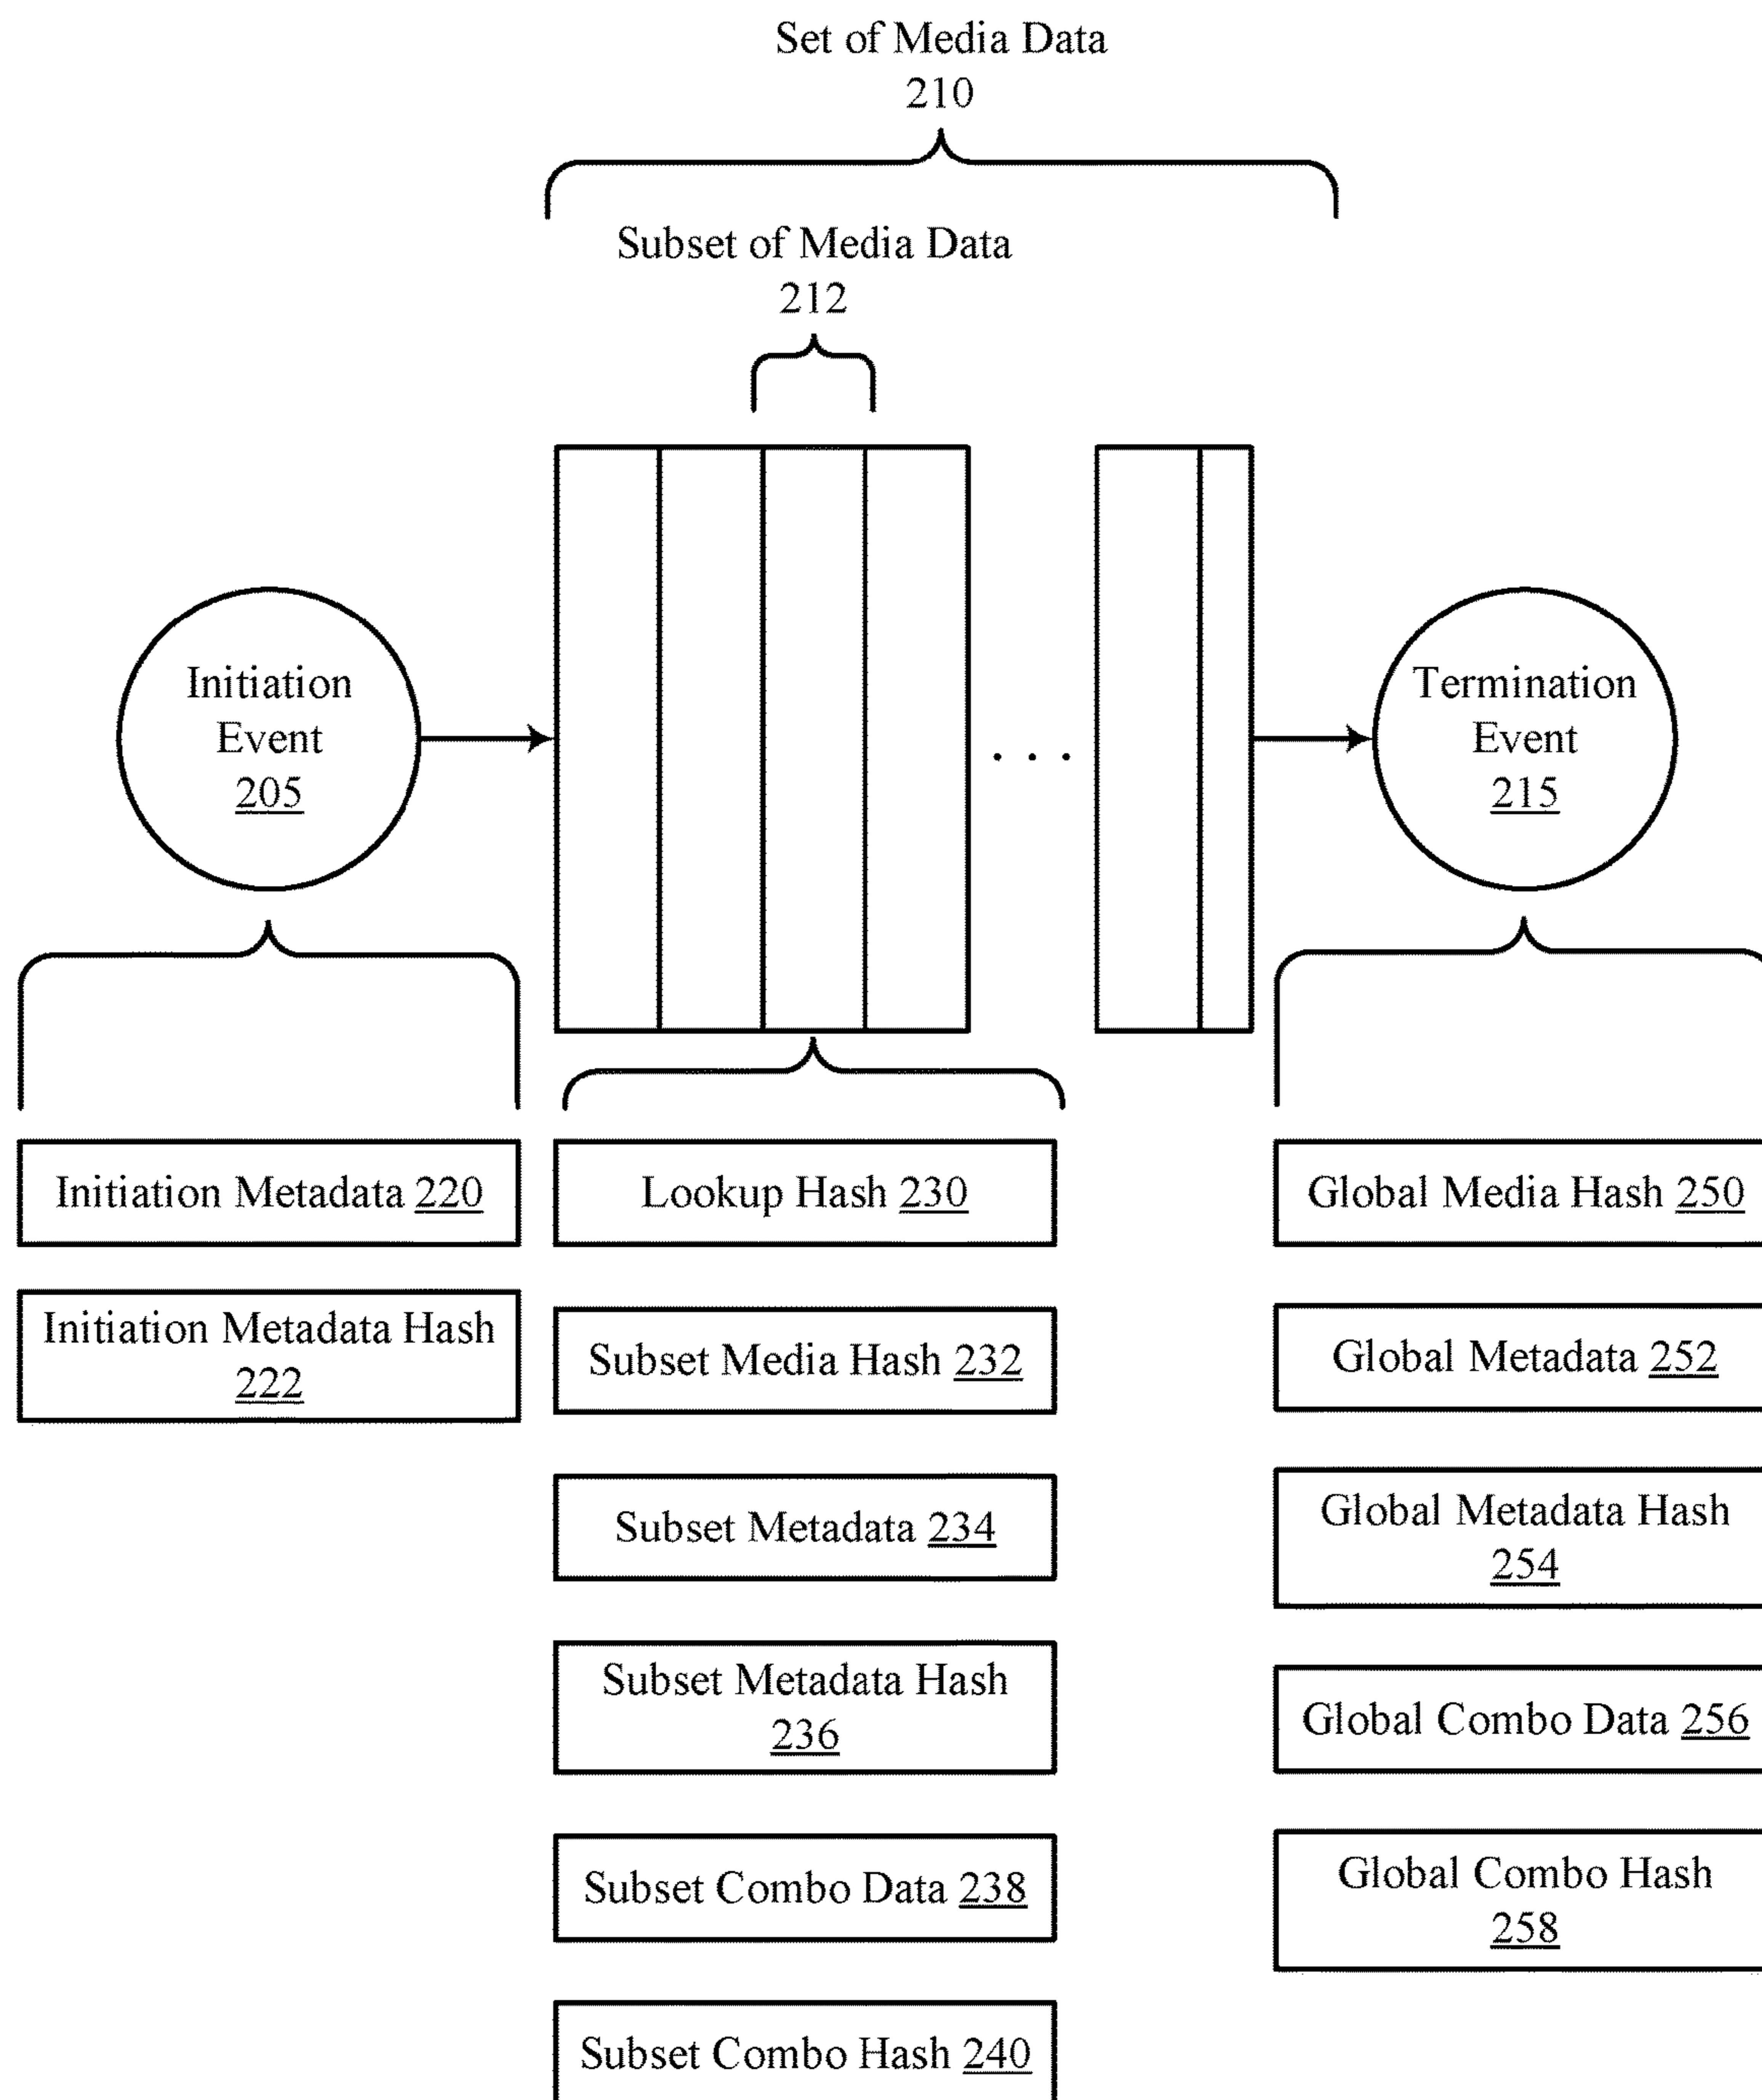 Set of Media Data
210
Subset of Media Data
212
Initiation
Event
205
. . .
Termination
Event
215
Initiation Metadata 220
Initiation Metadata Hash
222
Lookup Hash 230
Subset Media Hash 232
Subset Metadata 234
Subset Metadata Hash
236
Subset Combo Data 238
Subset Combo Hash 240
Global Media Hash 250
Global Metadata 252
Global Metadata Hash
254
Global Combo Data 256
Global Combo Hash
258